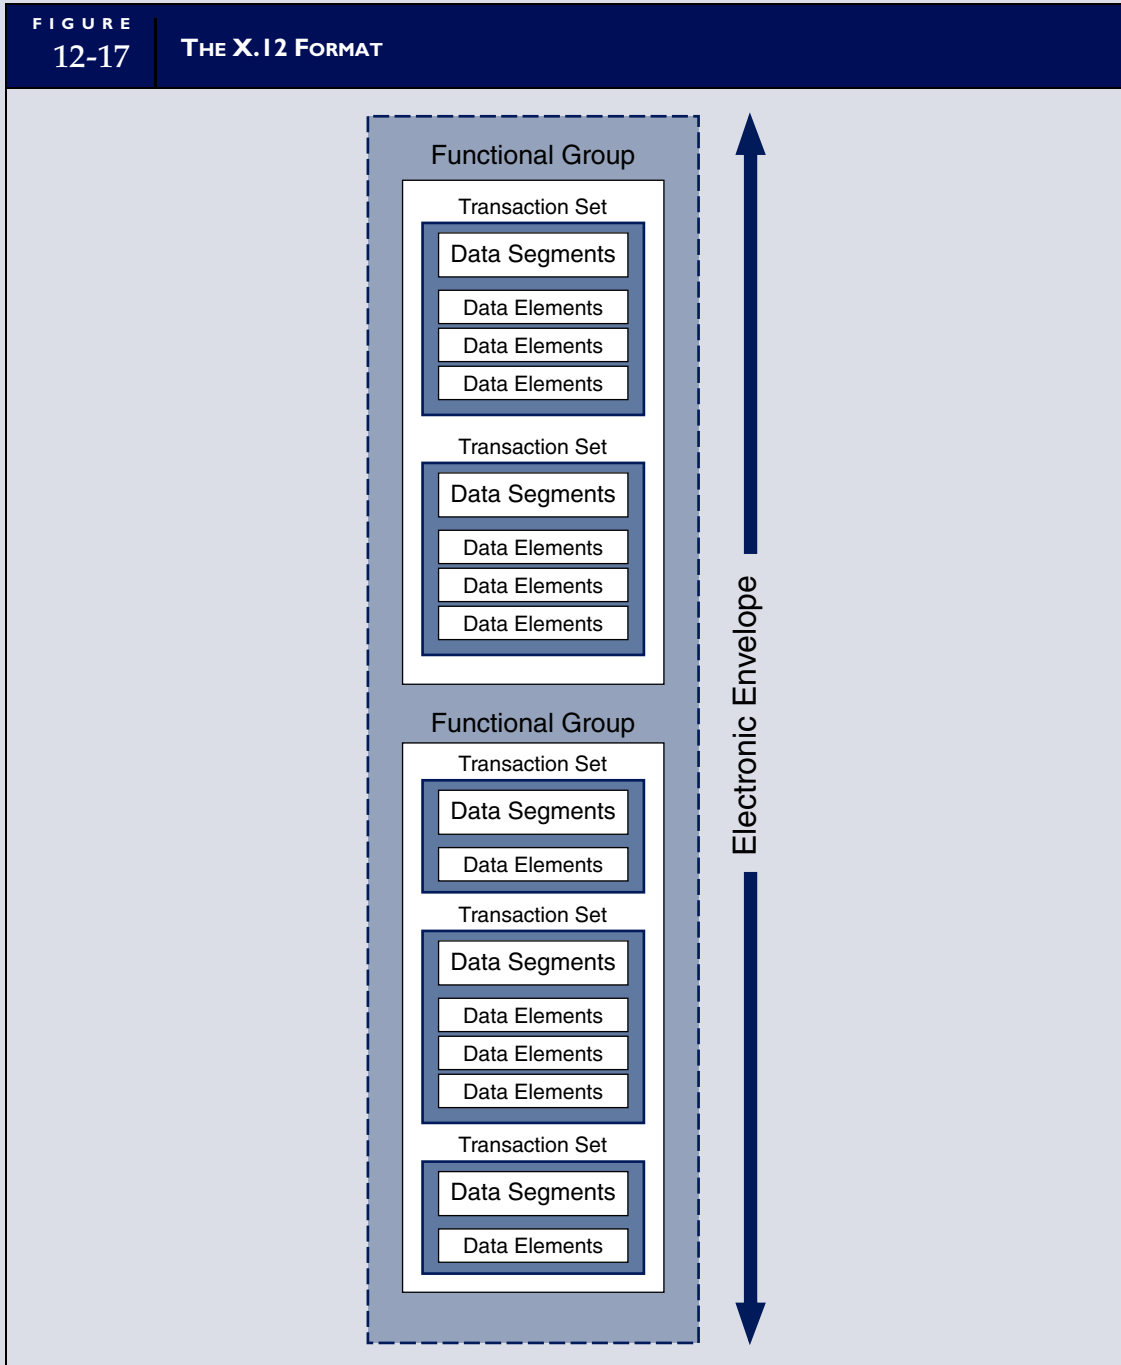 FIGURE
12-17
THE X.12 FORMAT
Functional Group
Transaction Set
Data Segments
Data Elements
Data Elements
Data Elements
Transaction Set
Data Segments
Data Elements
Data Elements
Data Elements
Functional Group
Transaction Set
Data Segments
Data Elements
Transaction Set
Data Segments
Data Elements
Data Elements
Data Elements
Transaction Set
Data Segments
Data Elements
Electronic Envelope